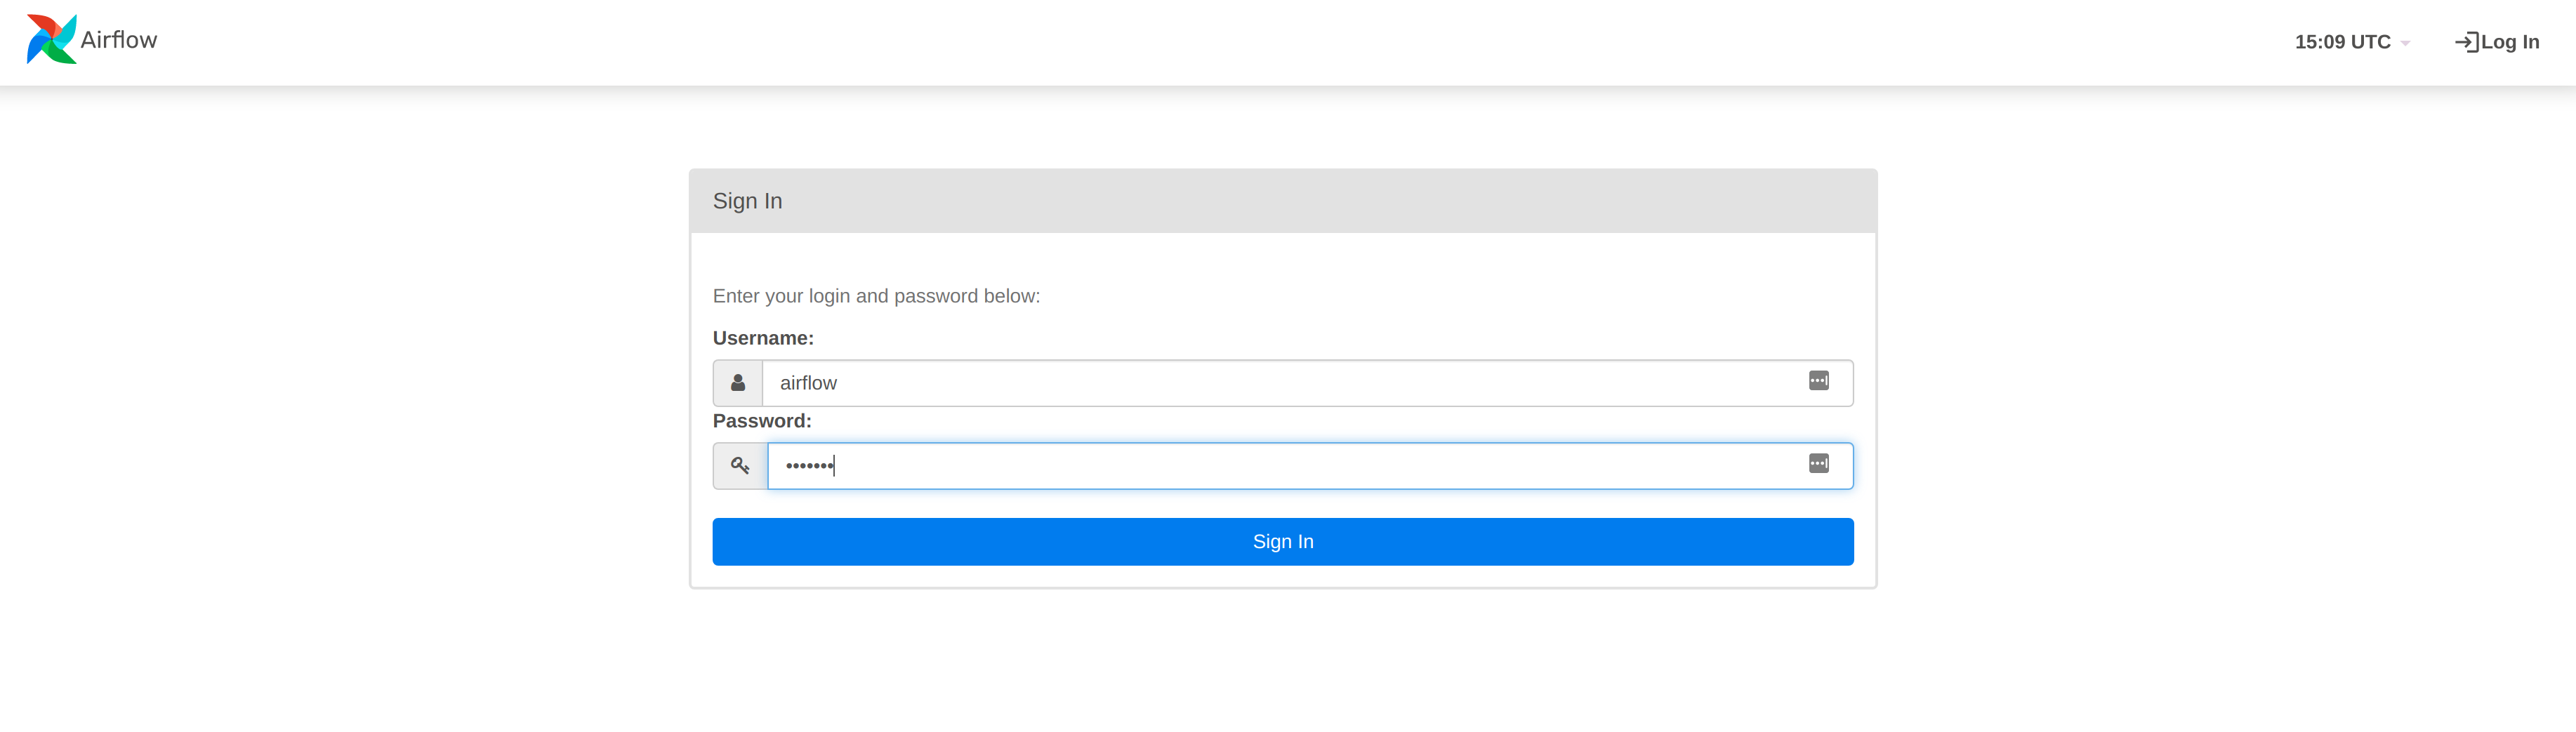 Airflow
15:09 UTC
Log In
Sign In
Enter your login and password below:
Username:
airflow
Password:
•••••••
Sign In